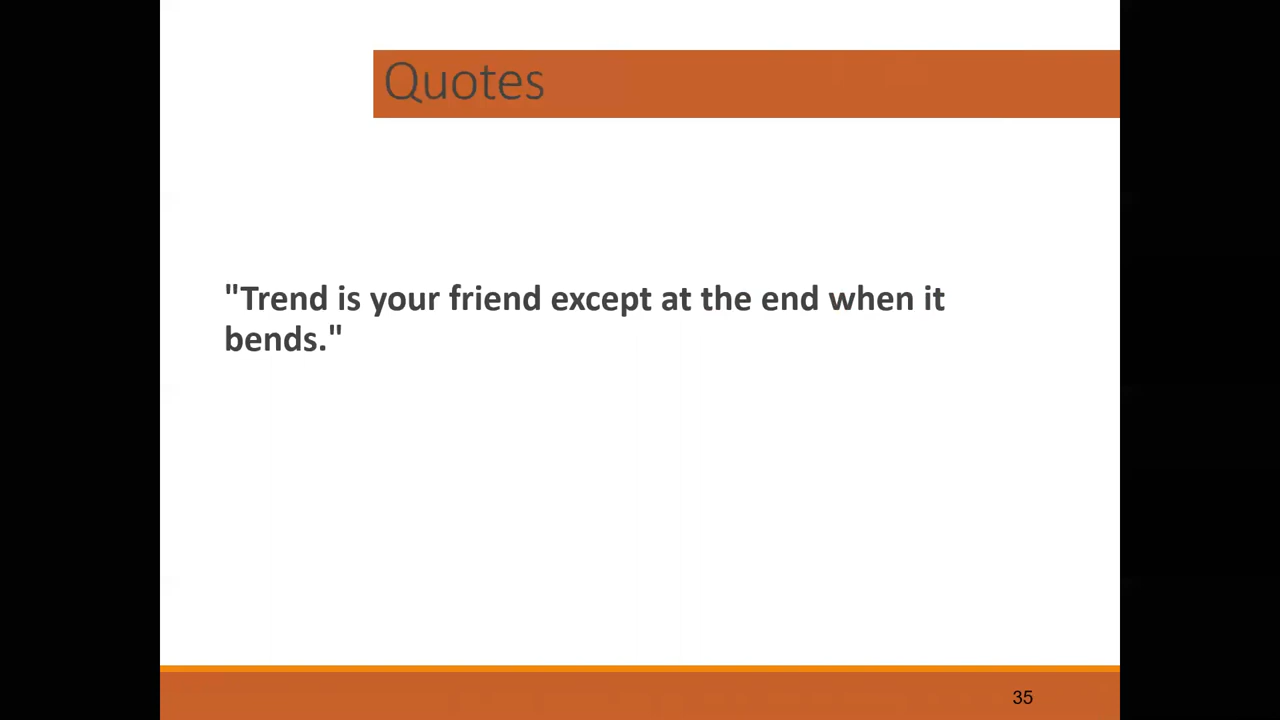 Quotes
"Trend is your friend except at the end when it
bends."
35